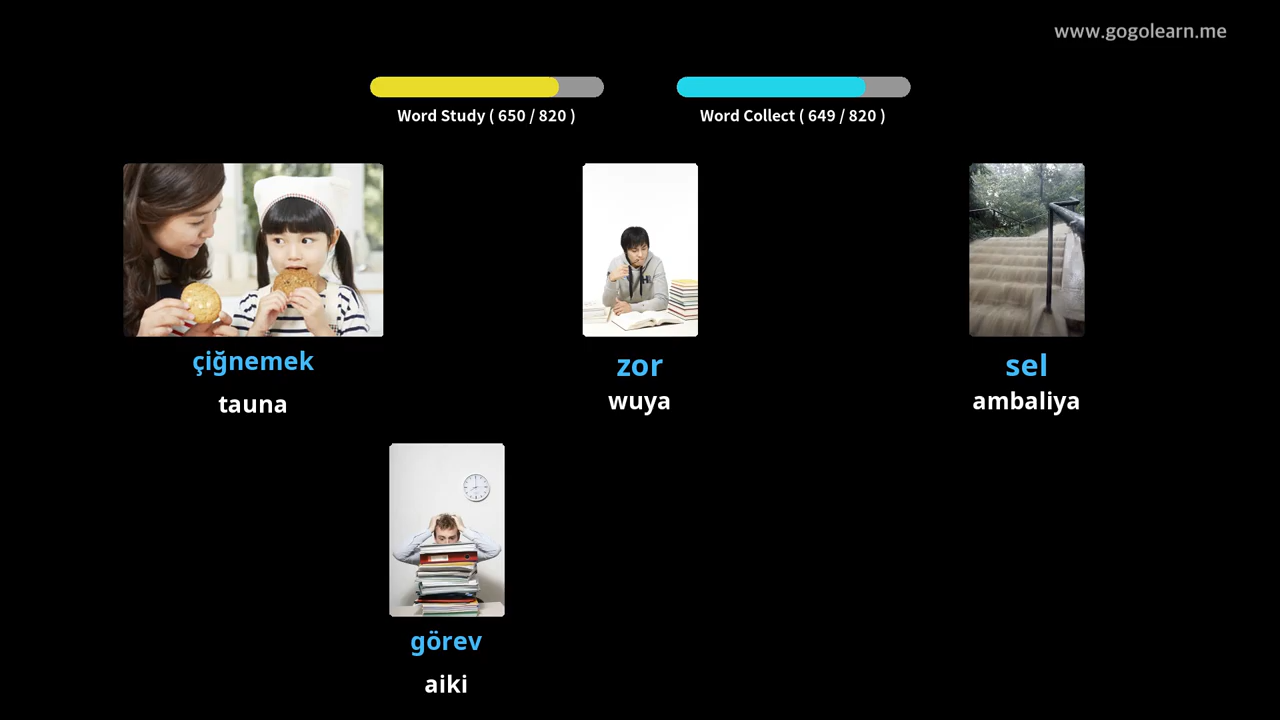 www.gogolearn.me
Word Study ( 650 / 820 )
Word Collect ( 649 / 820 )
çiğnemek
tauna
zor
wuya
sel
ambaliya
görev
aiki